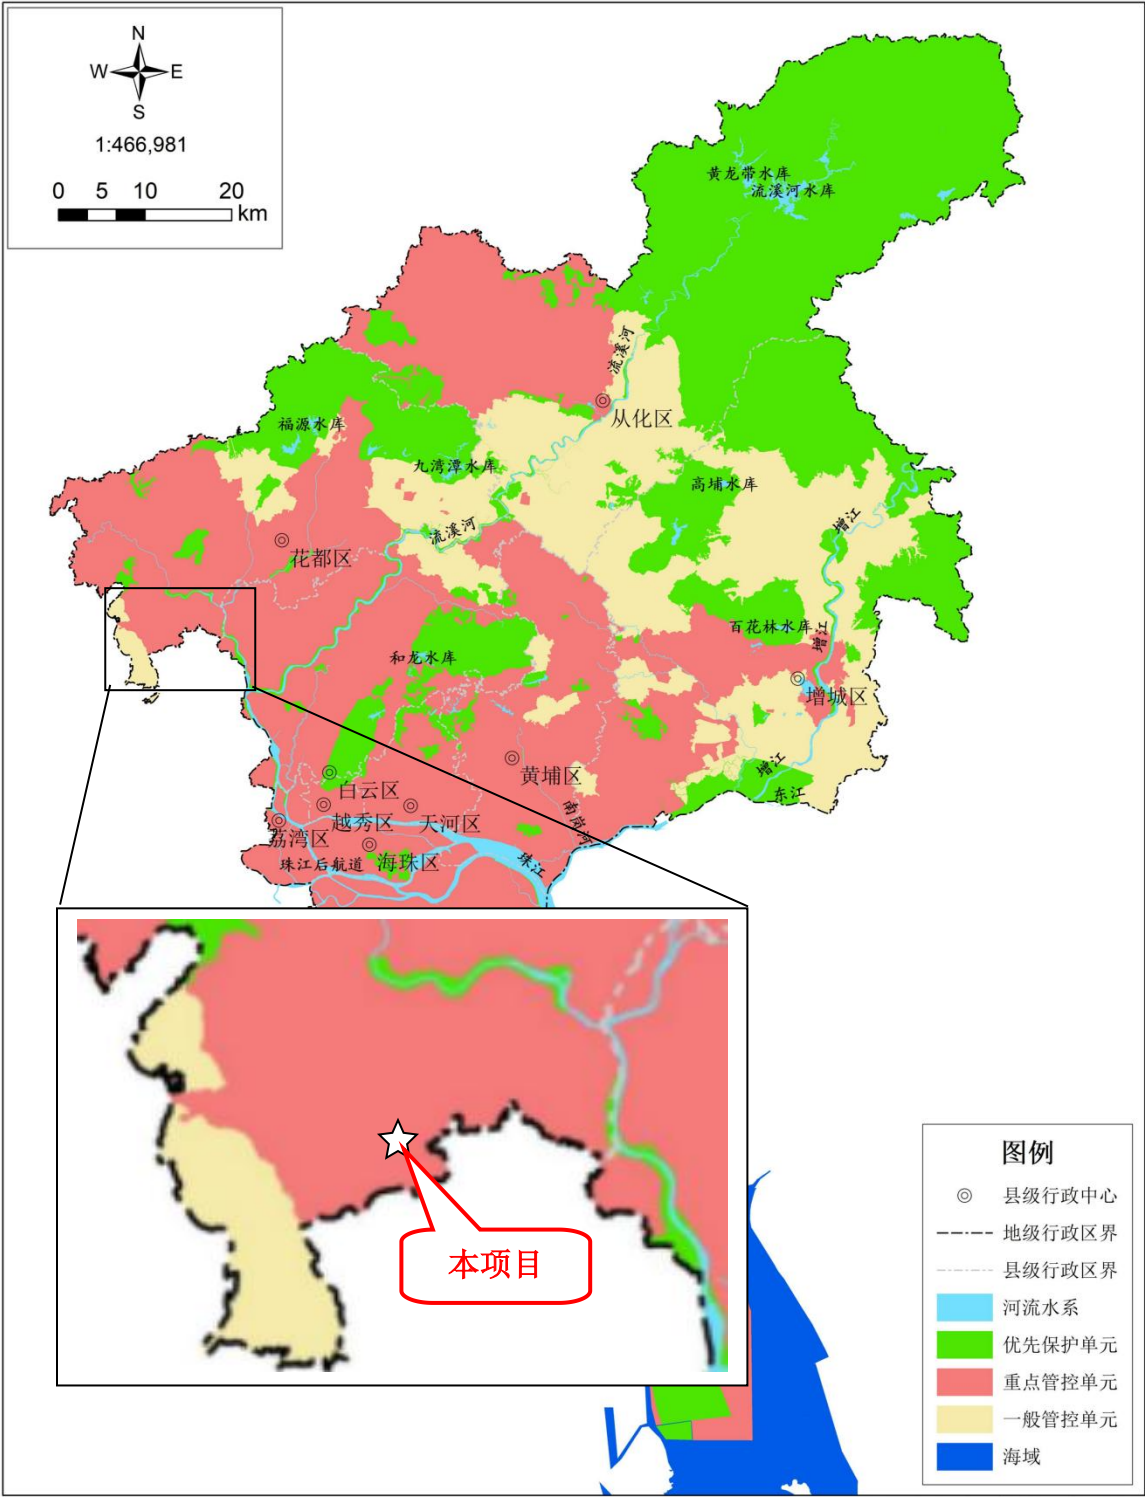 N
W E
S
1:466,981
0 5 10 20
km
黄龙带水库
流溪河水库
流溪河
从化区
福源水库
九湾潭水库
高埔水库
增江
流溪河
花都区
百花林水库
增江
和龙水库
增城区
黄埔区
增江
东江
白云区
越秀区
天河区
南岗河
荔湾区
珠江后航道
海珠区
珠江
本项目
图例
县级行政中心
地级行政区界
县级行政区界
河流水系
优先保护单元
重点管控单元
一般管控单元
海域